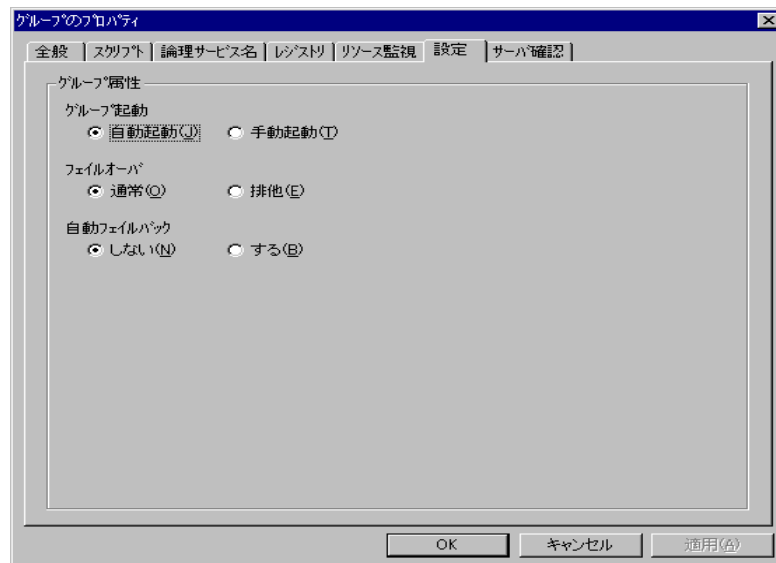 ｸﾞﾙｰﾌﾟのﾌﾟﾛﾊﾟﾃｨ
全般 ｽｸﾘﾌﾟﾄ 論理ｻｰﾋﾞｽ名 ﾚｼﾞｽﾄﾘ ﾘｿｰｽ監視 設定 ｻｰﾊﾞ確認
ｸﾞﾙｰﾌﾟ属性
ｸﾞﾙｰﾌﾟ起動
自動起動(J) 手動起動(T)
ﾌｪｲﾙｵｰﾊﾞ
通常(O) 排他(E)
自動ﾌｪｲﾙﾊﾞｯｸ
しない(N) する(B)
OK ｷｬﾝｾﾙ 適用(A)